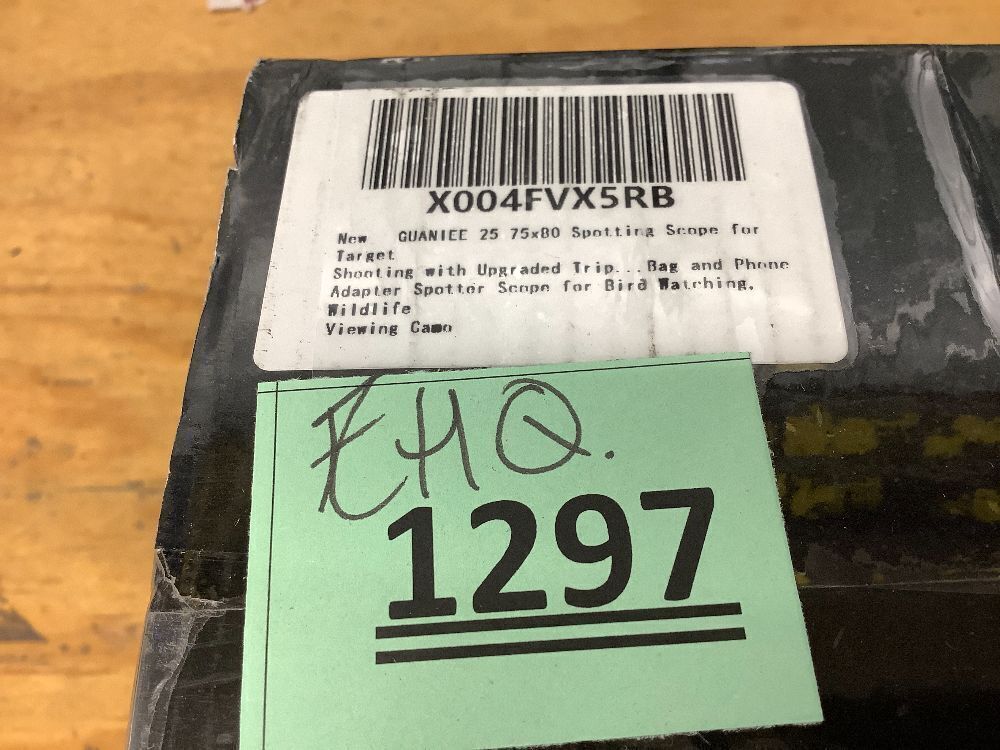 X004FVX5RB
New GUANIEE 25 75x80 Spotting Scope for
Target
Shooting with Upgraded Trip...Bag and Phone
Adapter Spotter Scope for Bird Watching,
Wildlife
Viewing Camo
EHQ.
1297